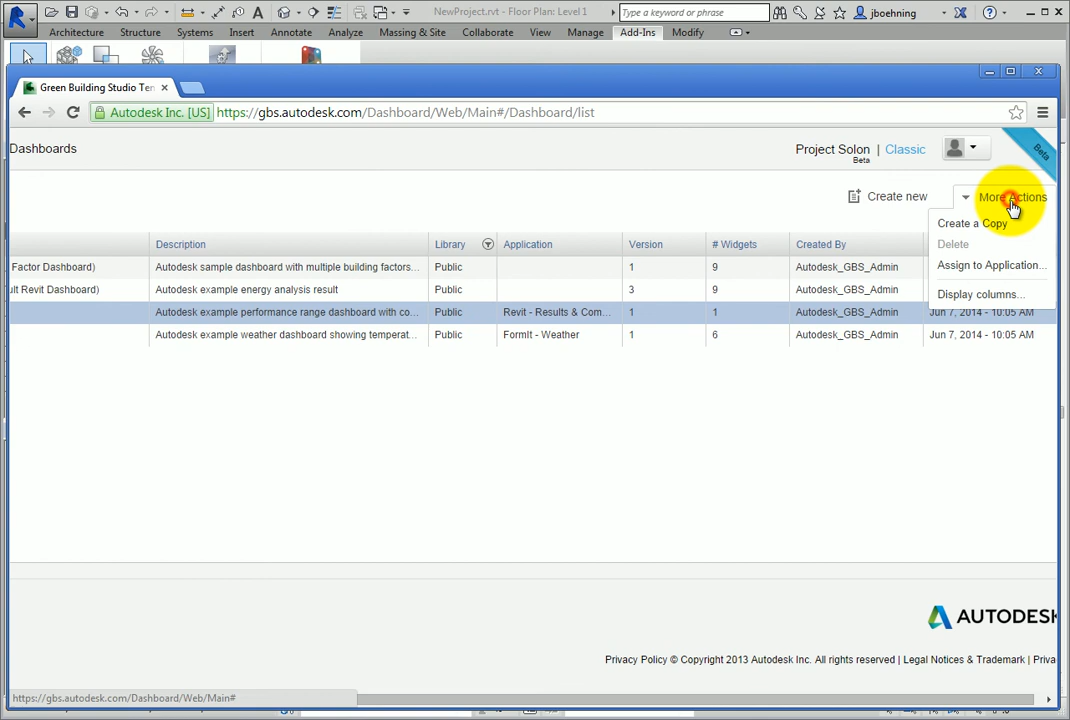 NewProject.rvt - Floor Plan: Level 1
Type a keyword or phrase
jboehning
Architecture Structure Systems Insert Annotate Analyze Massing & Site Collaborate View Manage Add-Ins Modify
Green Building Studio Ten
Autodesk Inc. [US] https://gbs.autodesk.com/Dashboard/Web/Main#/Dashboard/list
Dashboards
Project Solon | Classic
Beta
Beta
Create new
More Actions
Create a Copy
Delete
Assign to Application...
Display columns...
Description Library Application Version # Widgets Created By
Factor Dashboard) Autodesk sample dashboard with multiple building factors... Public 1 9 Autodesk_GBS_Admin
ult Revit Dashboard) Autodesk example energy analysis result Public 3 9 Autodesk_GBS_Admin
Autodesk example performance range dashboard with co... Public Revit - Results & Com... 1 1 Autodesk_GBS_Admin Jun 7, 2014 - 10:05 AM
Autodesk example weather dashboard showing temperat... Public FormIt - Weather 1 6 Autodesk_GBS_Admin Jun 7, 2014 - 10:05 AM
AUTODESK
Privacy Policy © Copyright 2013 Autodesk Inc. All rights reserved | Legal Notices & Trademark | Priva
https://gbs.autodesk.com/Dashboard/Web/Main#